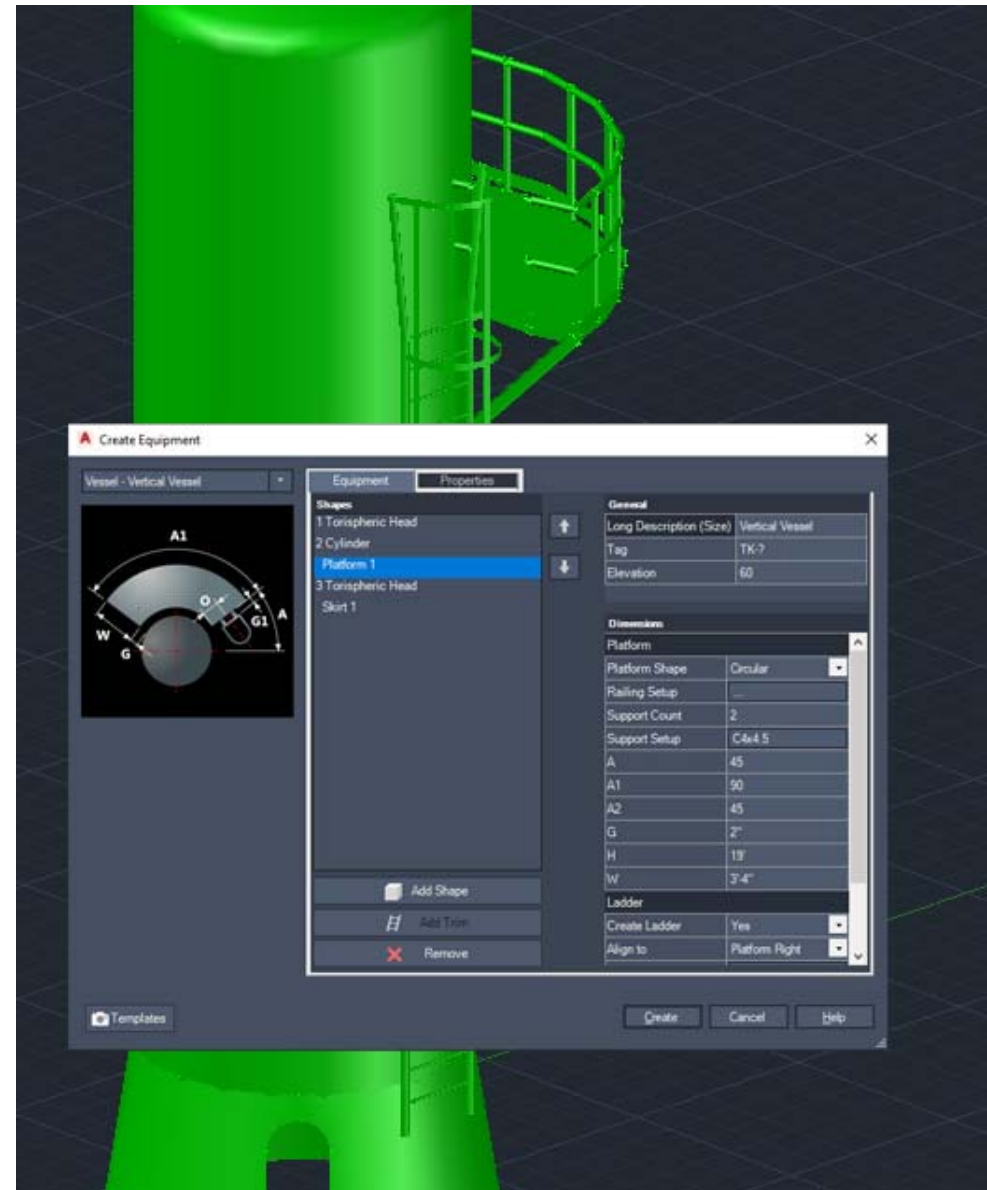 Create Equipment
Vessel - Vertical Vessel
A1
O
G1
A
W
G
Equipment Properties
Shapes
1 Torispheric Head
2 Cylinder
Platform 1
3 Torispheric Head
Skirt 1
Add Shape
Add Trim
Remove
General
Long Description (Size) Vertical Vessel
Tag TK-?
Elevation 60
Dimensions
Platform
Platform Shape Circular
Railing Setup ...
Support Count 2
Support Setup C4x4.5
A 45
A1 90
A2 45
G 2"
H 19'
W 3'-4"
Ladder
Create Ladder Yes
Align to Platform Right
Templates
Create Cancel Help